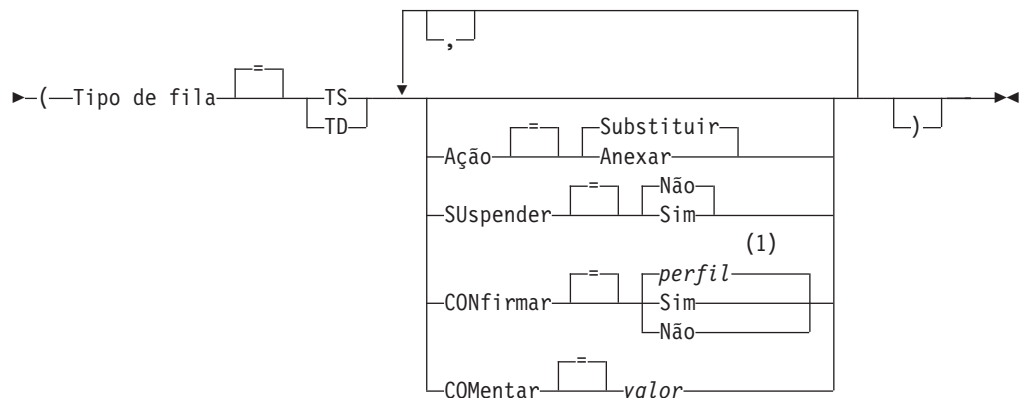 ,
( Tipo de fila = TS
TD
)
Ação = Substituir
Anexar
SUspender = Não
Sim
(1)
CONfirmar = perfil
Sim
Não
COMentar = valor